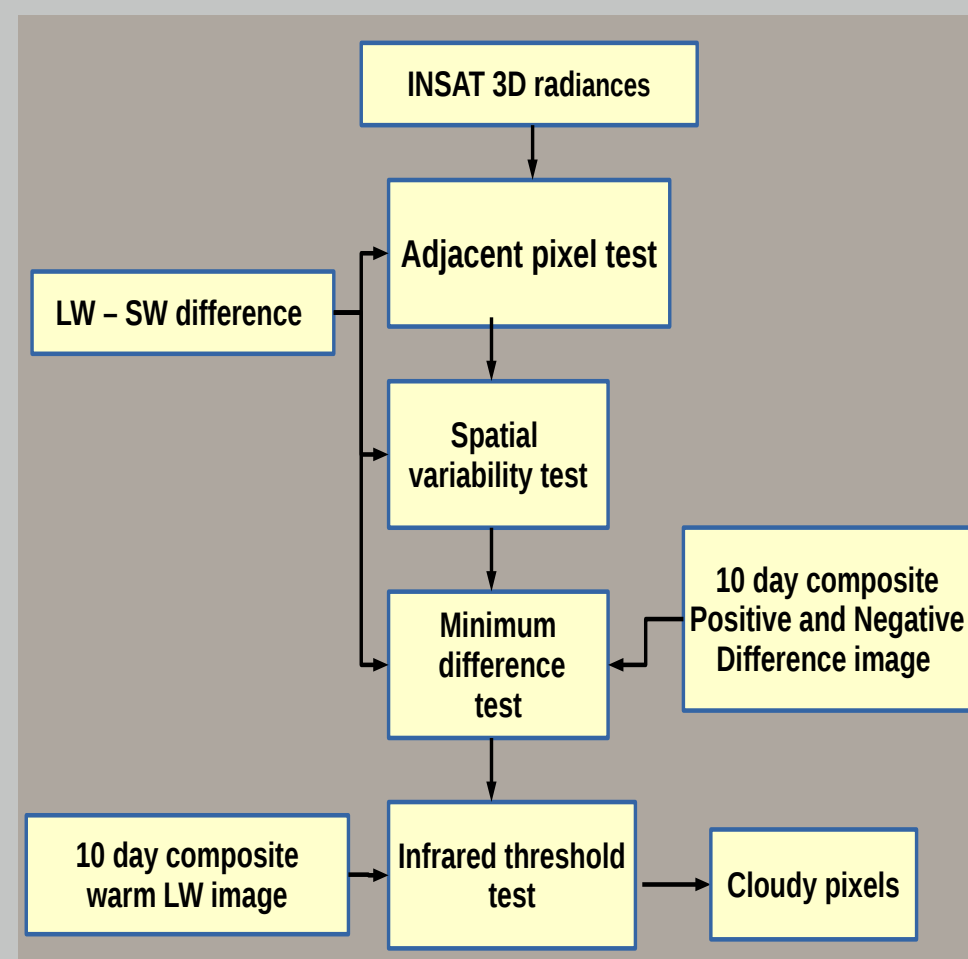 INSAT 3D radiances
Adjacent pixel test
LW – SW difference
Spatial
variability test
10 day composite
Positive and Negative
Difference image
Minimum
difference
test
10 day composite
warm LW image
Infrared threshold
test
Cloudy pixels